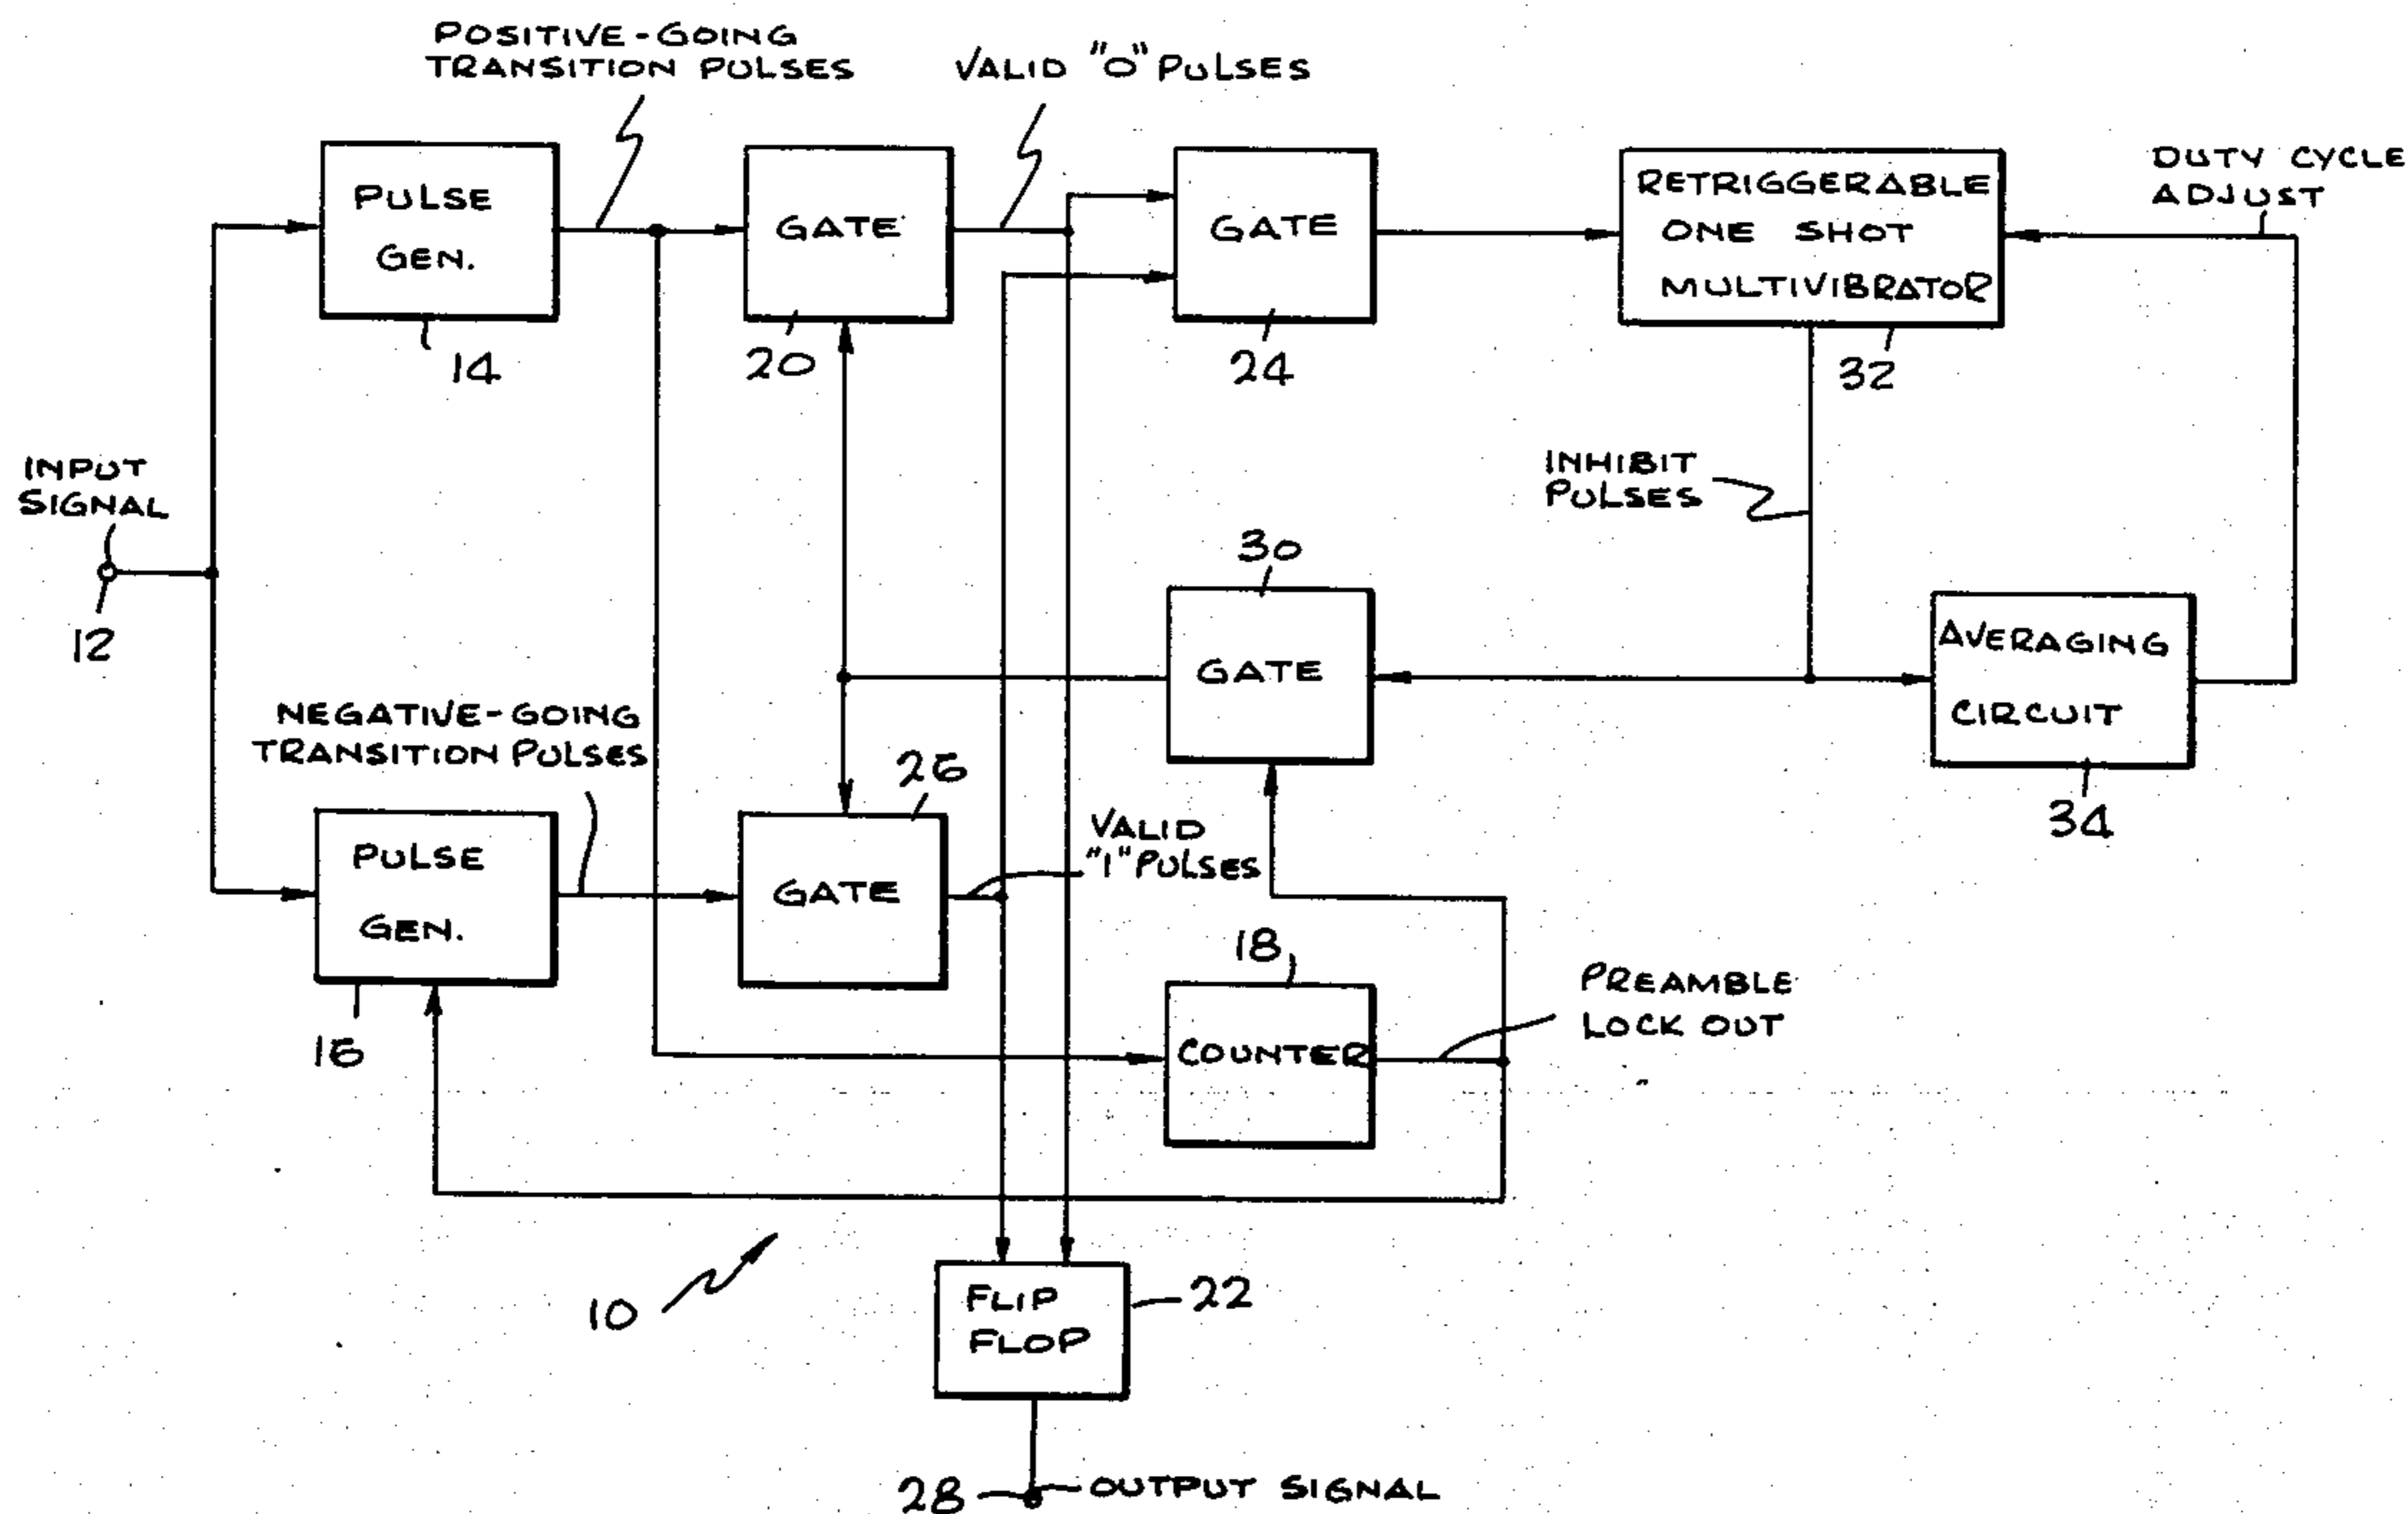 POSITIVE-GOING
TRANSITION PULSES
VALID "0" PULSES
DUTY CYCLE
ADJUST
PULSE
GEN.
GATE
GATE
RETRIGGERABLE
ONE SHOT
MULTIVIBRATOR
14
20
24
32
INPUT
SIGNAL
12
INHIBIT
PULSES
30
GATE
AVERAGING
CIRCUIT
34
NEGATIVE-GOING
TRANSITION PULSES
26
PULSE
GEN.
GATE
VALID
"1" PULSES
16
18
COUNTER
PREAMBLE
LOCK OUT
10
FLIP
FLOP
22
28
OUTPUT SIGNAL